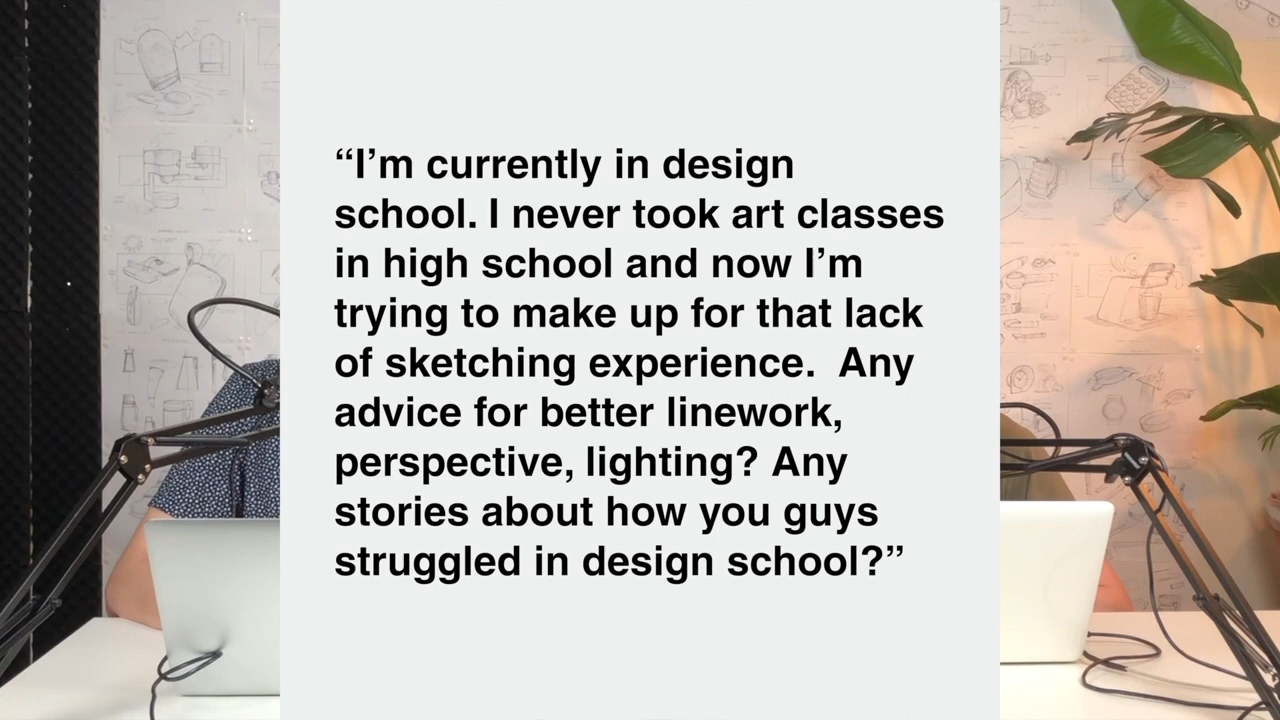 “I’m currently in design
school. I never took art classes
in high school and now I’m
trying to make up for that lack
of sketching experience.  Any
advice for better linework,
perspective, lighting? Any
stories about how you guys
struggled in design school?”